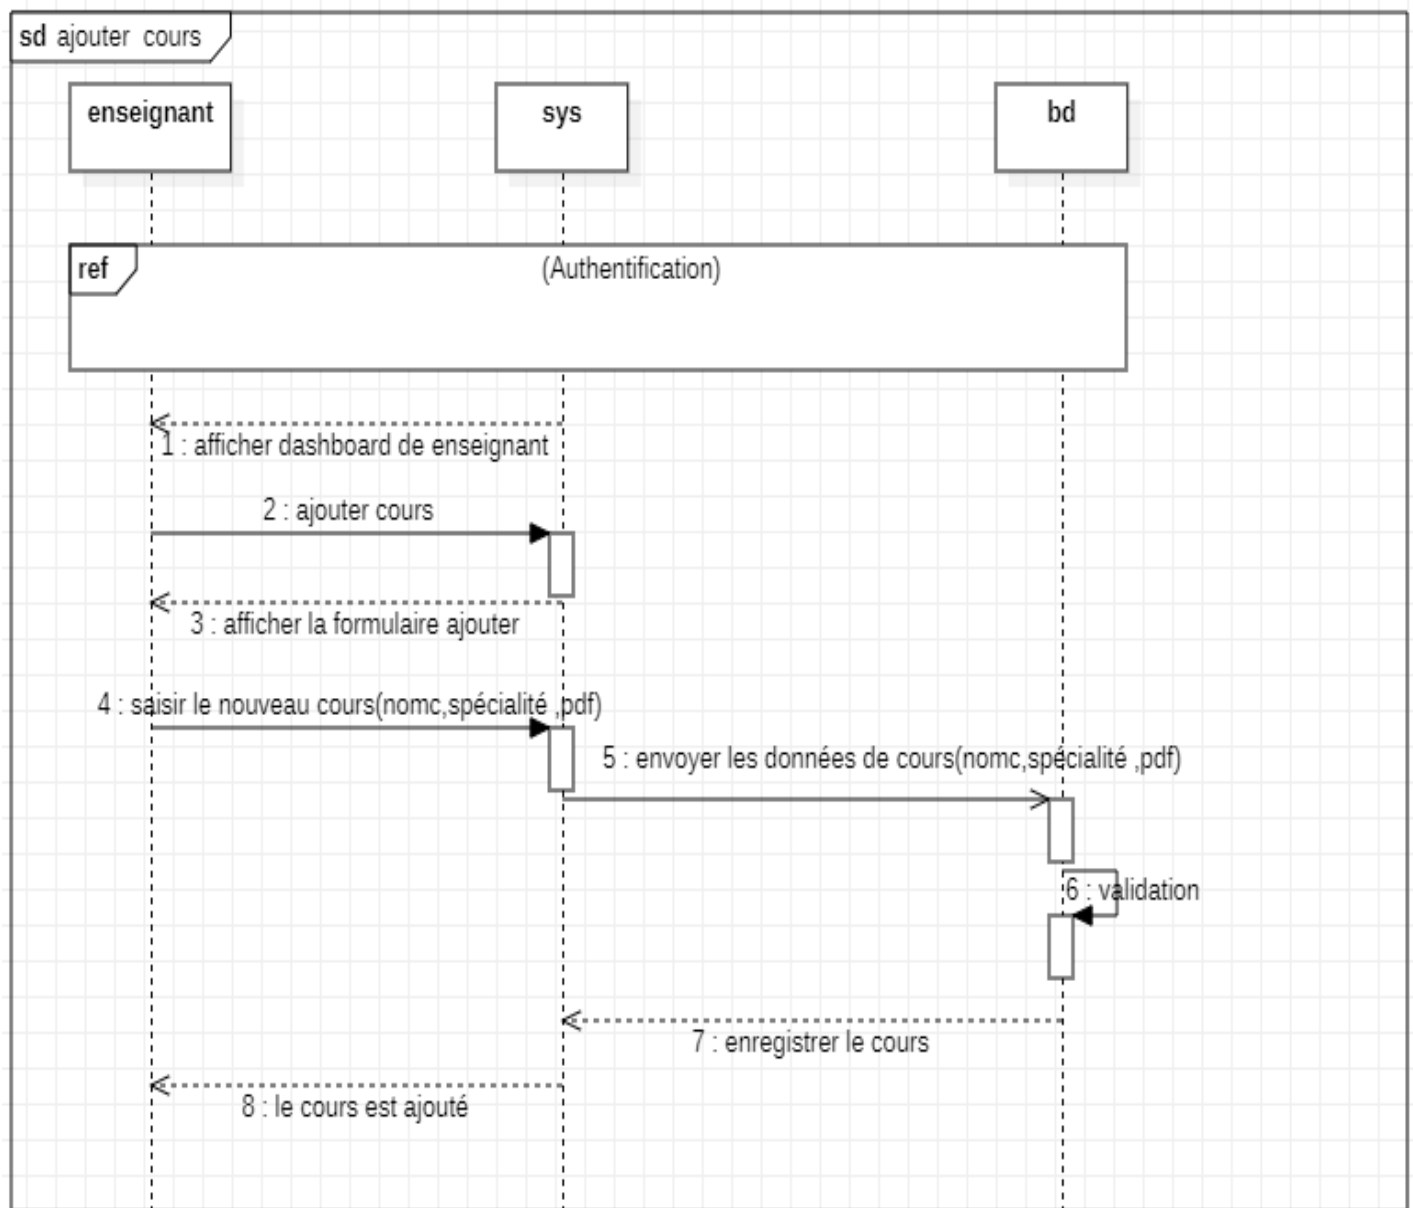 sd ajouter cours
enseignant
sys
bd
ref
(Authentification)
1 : afficher dashboard de enseignant
2 : ajouter cours
3 : afficher la formulaire ajouter
4 : saisir le nouveau cours(nomc,spécialité ,pdf)
5 : envoyer les données de cours(nomc,spécialité ,pdf)
6 : validation
7 : enregistrer le cours
8 : le cours est ajouté